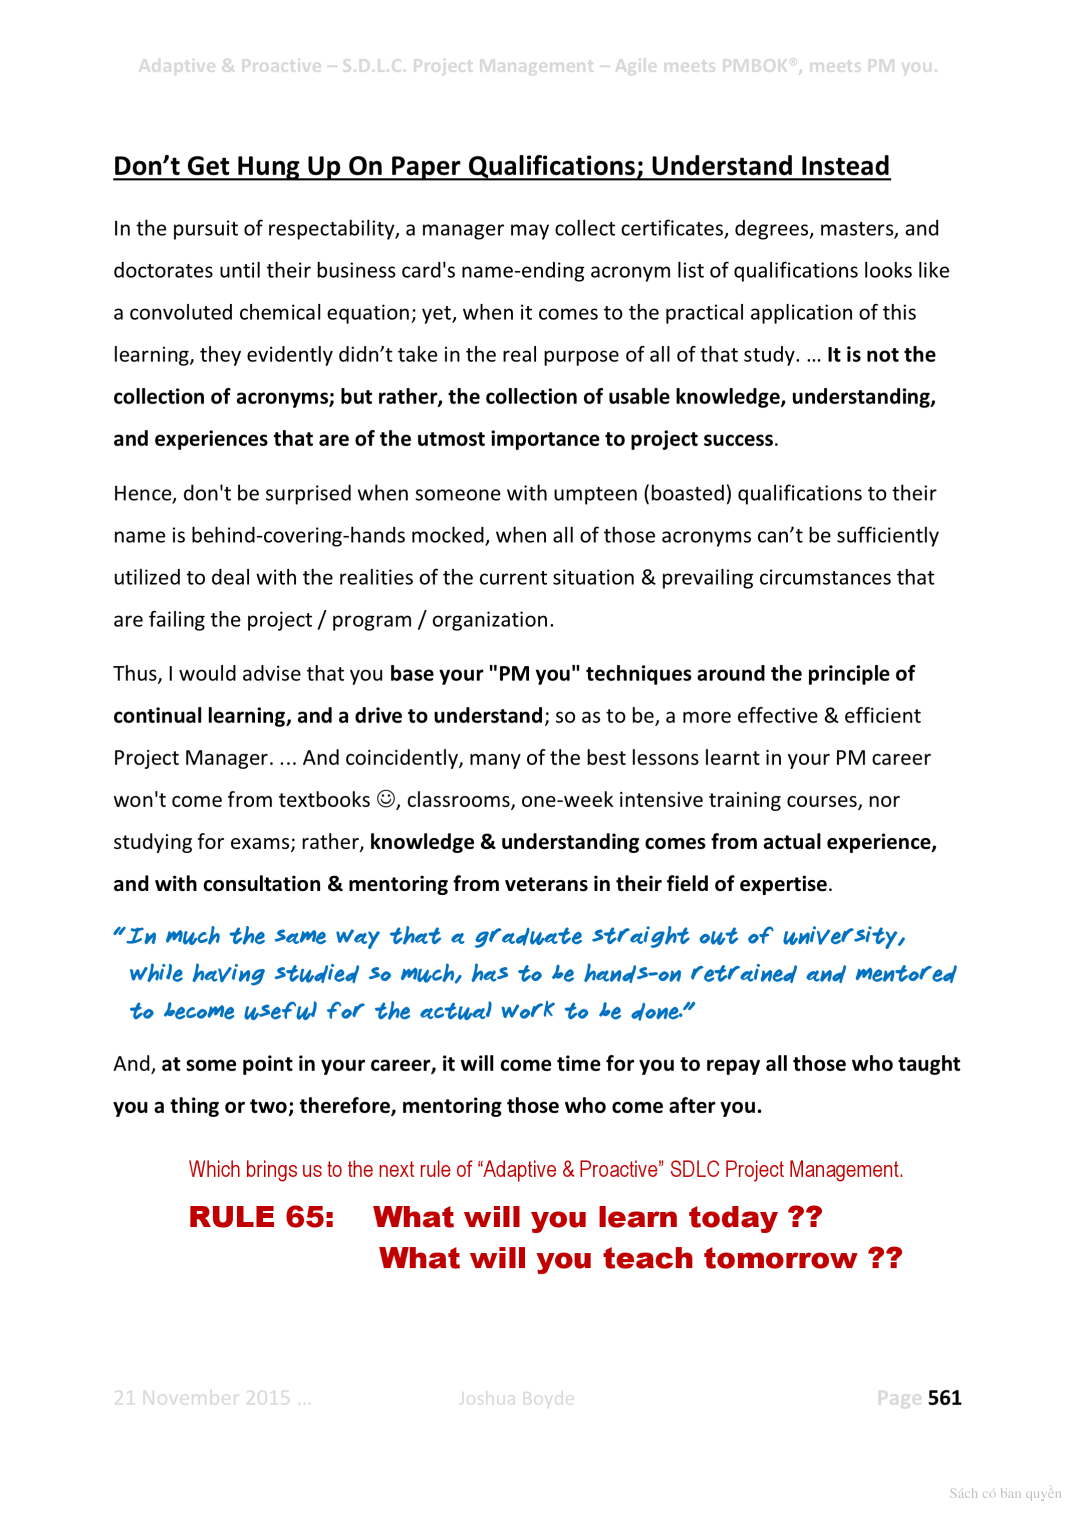 Adaptive & Proactive – S.D.L.C. Project Management – Agile meets PMBOK®, meets PM you.
Don’t Get Hung Up On Paper Qualifications; Understand Instead
In the pursuit of respectability, a manager may collect certificates, degrees, masters, and
doctorates until their business card's name-ending acronym list of qualifications looks like
a convoluted chemical equation; yet, when it comes to the practical application of this
learning, they evidently didn’t take in the real purpose of all of that study. … It is not the
collection of acronyms; but rather, the collection of usable knowledge, understanding,
and experiences that are of the utmost importance to project success.
Hence, don't be surprised when someone with umpteen (boasted) qualifications to their
name is behind-covering-hands mocked, when all of those acronyms can’t be sufficiently
utilized to deal with the realities of the current situation & prevailing circumstances that
are failing the project / program / organization.
Thus, I would advise that you base your "PM you" techniques around the principle of
continual learning, and a drive to understand; so as to be, a more effective & efficient
Project Manager. ... And coincidently, many of the best lessons learnt in your PM career
won't come from textbooks ☺, classrooms, one-week intensive training courses, nor
studying for exams; rather, knowledge & understanding comes from actual experience,
and with consultation & mentoring from veterans in their field of expertise.
“In much the same way that a graduate straight out of university,
while having studied so much, has to be hands-on retrained and mentored
to become useful for the actual work to be done.”
And, at some point in your career, it will come time for you to repay all those who taught
you a thing or two; therefore, mentoring those who come after you.
Which brings us to the next rule of “Adaptive & Proactive” SDLC Project Management.
RULE 65: What will you learn today ??
What will you teach tomorrow ??
21 November 2015 … Joshua Boyde Page 561
Sách có bản quyền